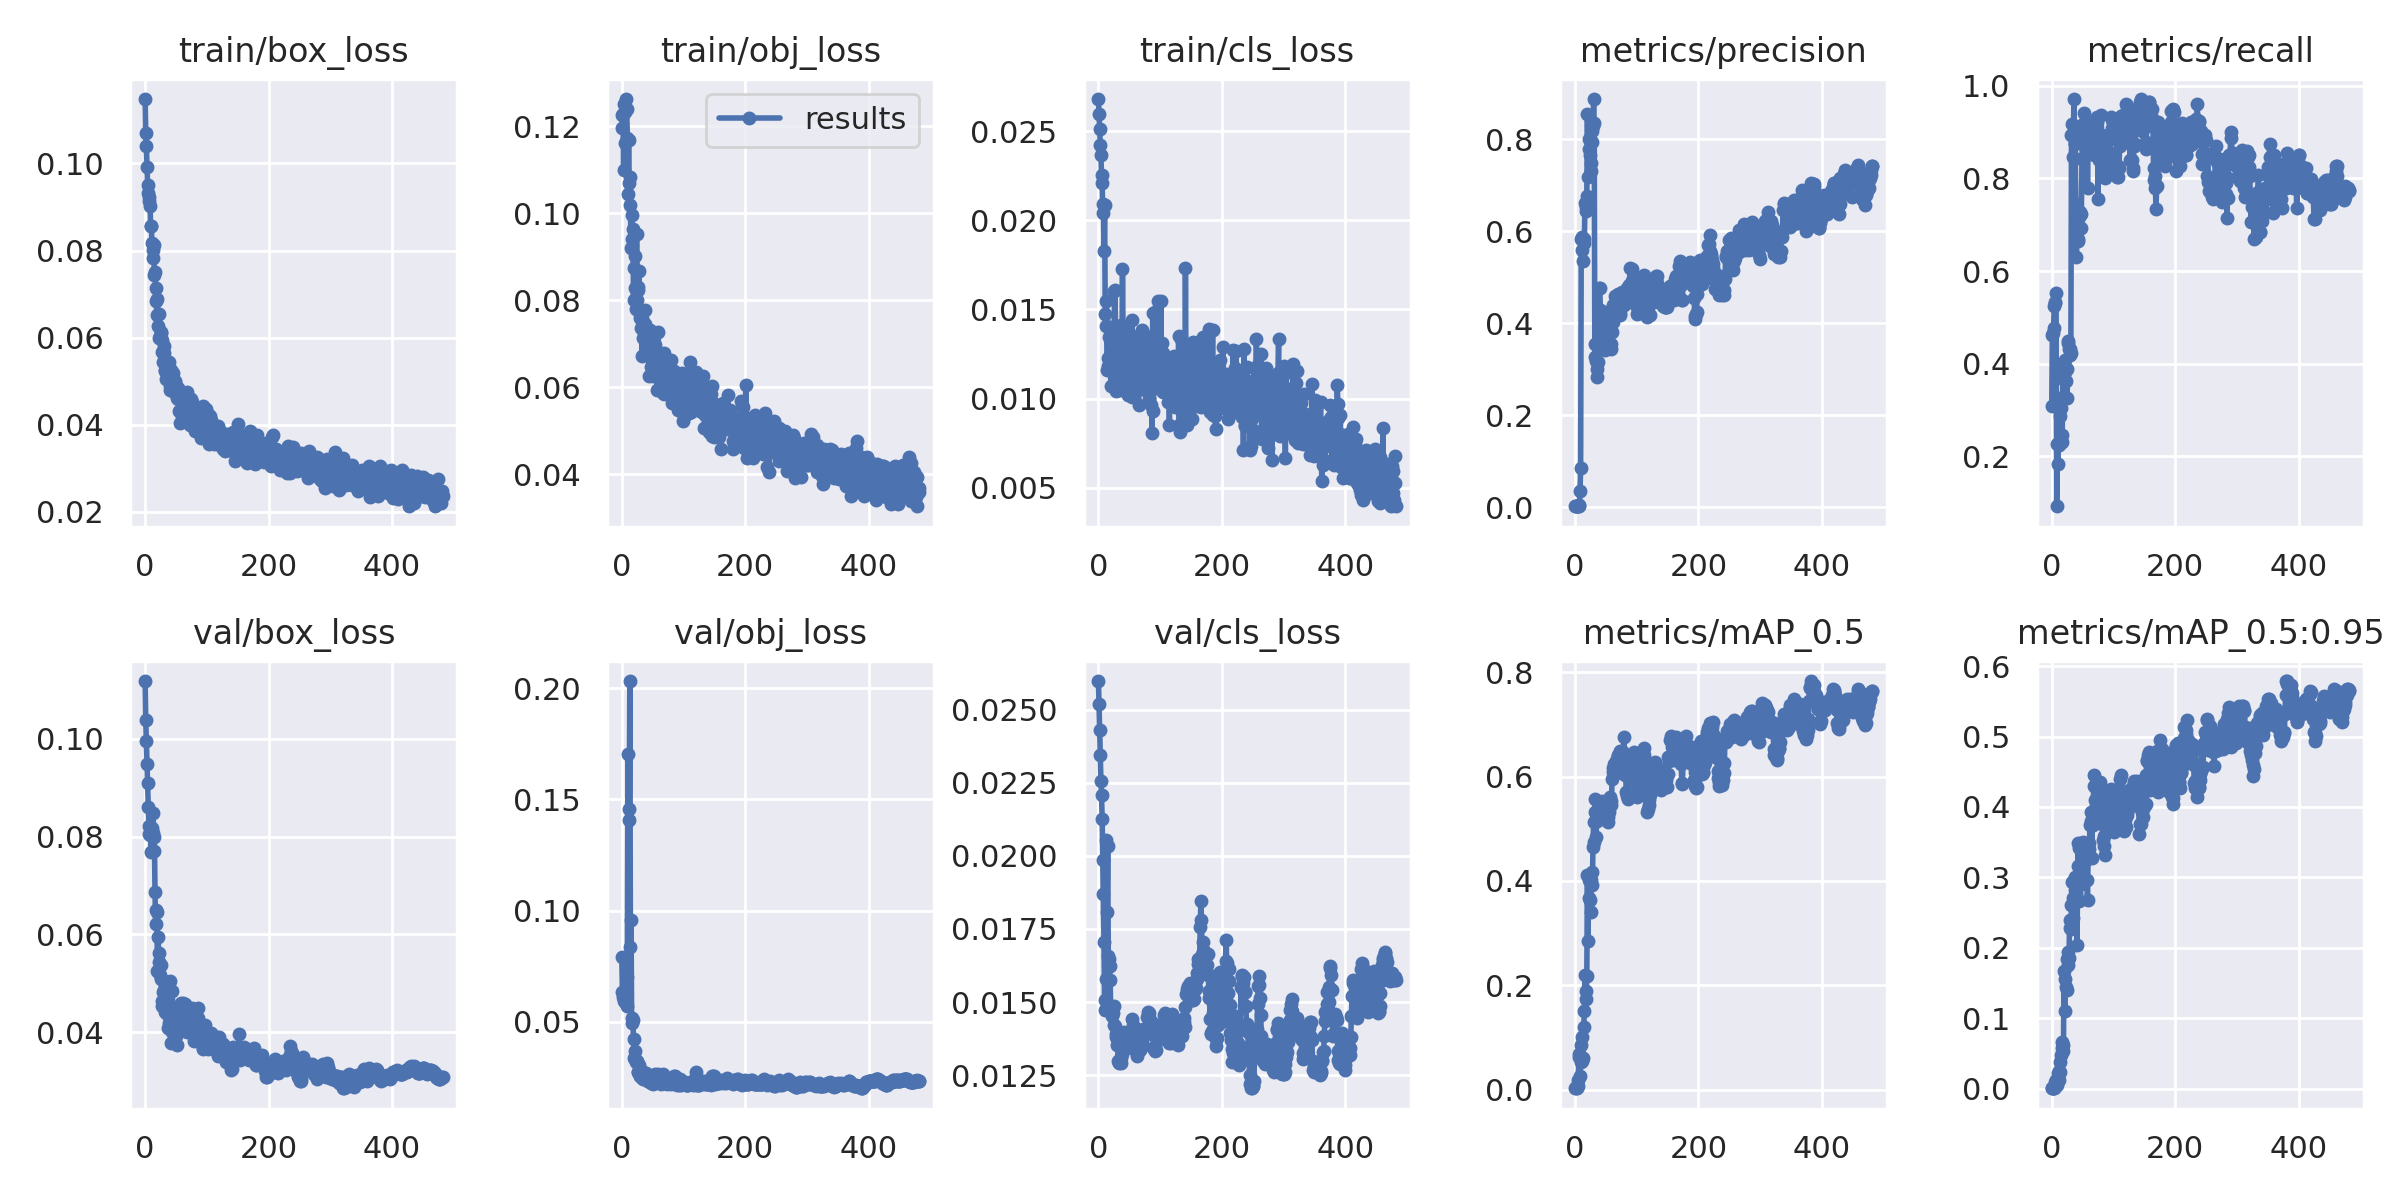 train/box_loss
0.10
0.08
0.06
0.04
0.02
0 200 400
train/obj_loss
results
0.12
0.10
0.08
0.06
0.04
0 200 400
train/cls_loss
0.025
0.020
0.015
0.010
0.005
0 200 400
metrics/precision
0.8
0.6
0.4
0.2
0.0
0 200 400
metrics/recall
1.0
0.8
0.6
0.4
0.2
0 200 400
val/box_loss
0.10
0.08
0.06
0.04
0 200 400
val/obj_loss
0.20
0.15
0.10
0.05
0 200 400
val/cls_loss
0.0250
0.0225
0.0200
0.0175
0.0150
0.0125
0 200 400
metrics/mAP_0.5
0.8
0.6
0.4
0.2
0.0
0 200 400
metrics/mAP_0.5:0.95
0.6
0.5
0.4
0.3
0.2
0.1
0.0
0 200 400